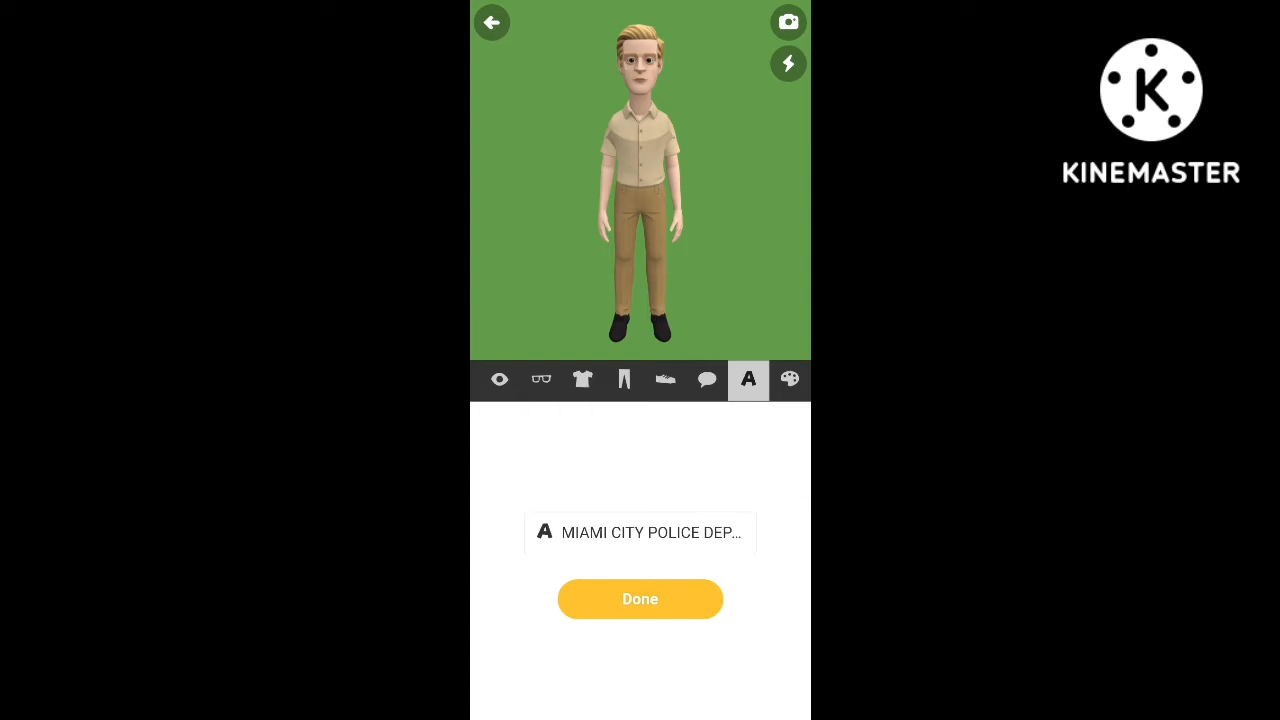 K
KINEMASTER
A
A MIAMI CITY POLICE DEP...
Done